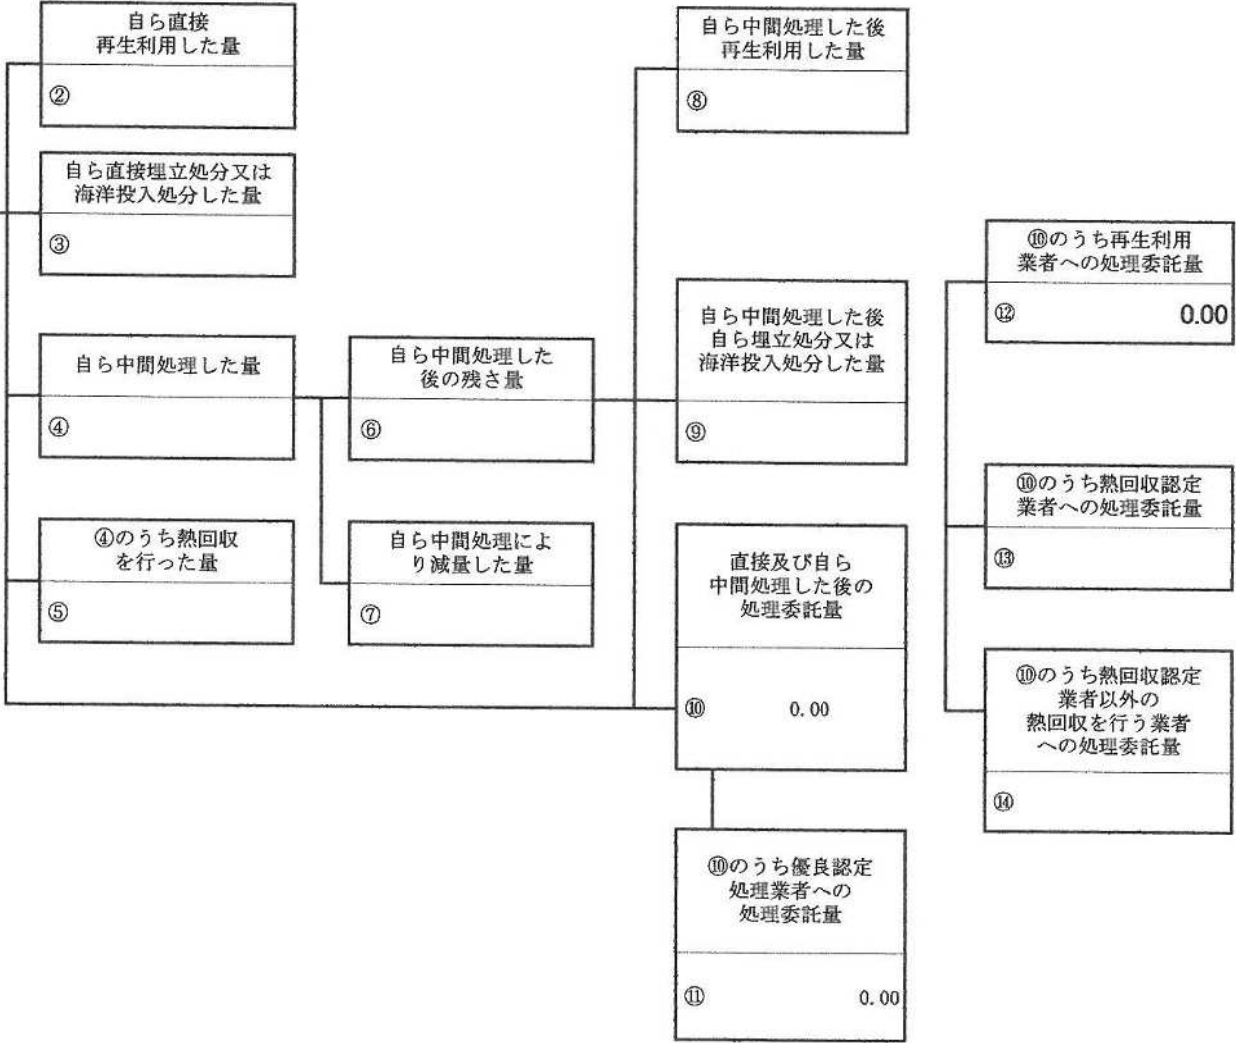 自ら直接
再生利用した量
②
自ら直接埋立処分又は
海洋投入処分した量
③
自ら中間処理した量
④
④のうち熱回収
を行った量
⑤
自ら中間処理した
後の残さ量
⑥
自ら中間処理によ
り減量した量
⑦
自ら中間処理した後
再生利用した量
⑧
自ら中間処理した後
自ら埋立処分又は
海洋投入処分した量
⑨
直接及び自ら
中間処理した後の
処理委託量
⑩ 0.00
⑩のうち優良認定
処理業者への
処理委託量
⑪ 0.00
⑩のうち再生利用
業者への処理委託量
⑫ 0.00
⑩のうち熱回収認定
業者への処理委託量
⑬
⑩のうち熱回収認定
業者以外の
熱回収を行う業者
への処理委託量
⑭